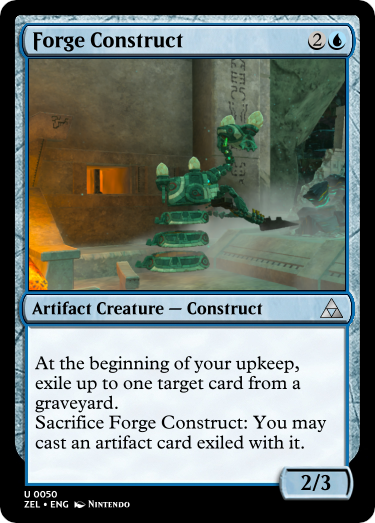 Forge Construct 2
Artifact Creature — Construct
At the beginning of your upkeep,
exile up to one target card from a
graveyard.
Sacrifice Forge Construct: You may
cast an artifact card exiled with it.
2/3
U 0050
ZEL • ENG Nintendo